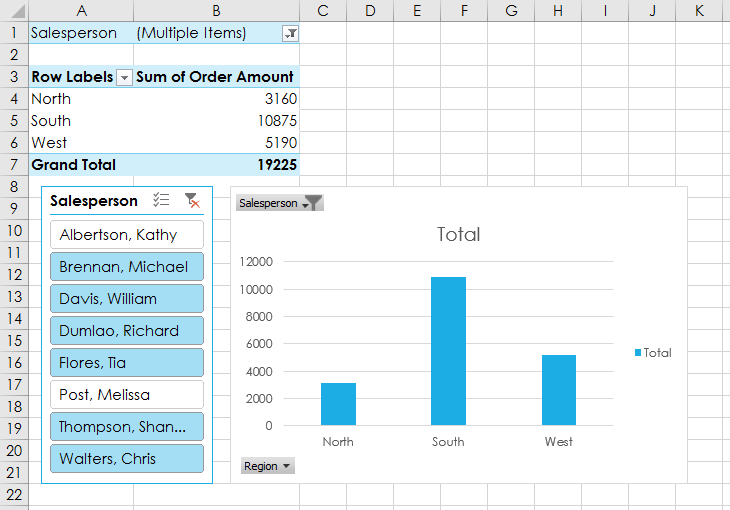 A B C D E F G H I J K
1 Salesperson (Multiple Items)
2
3 Row Labels Sum of Order Amount
4 North 3160
5 South 10875
6 West 5190
7 Grand Total 19225
8
9
10
11
12
13
14
15
16
17
18
19
20
21
22
Salesperson
Albertson, Kathy
Brennan, Michael
Davis, William
Dumlao, Richard
Flores, Tia
Post, Melissa
Thompson, Shan...
Walters, Chris
Salesperson
Total
12000
10000
8000
6000
4000
2000
0
North South West
Total
Region